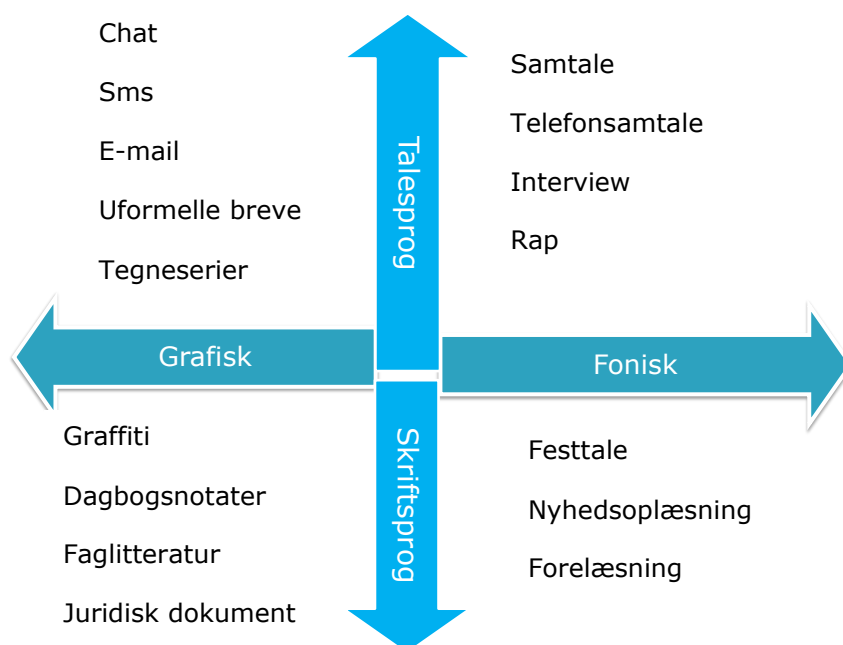 Chat
Sms
E-mail
Uformelle breve
Tegneserier
Talesprog
Samtale
Telefonsamtale
Interview
Rap
Grafisk
Fonisk
Graffiti
Dagbogsnotater
Faglitteratur
Juridisk dokument
Skriftsprog
Festtale
Nyhedsoplæsning
Forelæsning